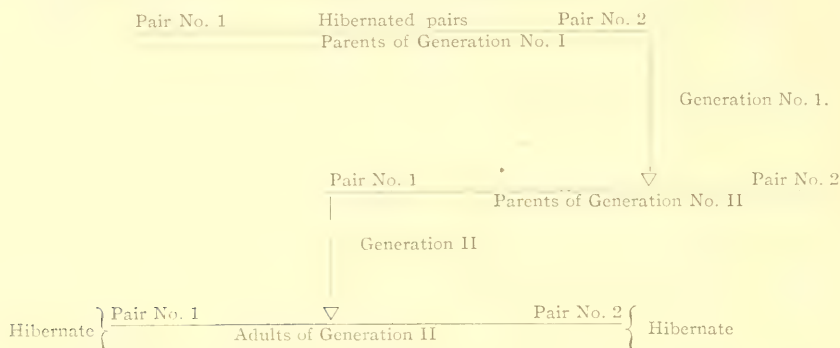 Pair No. 1 Hibernated pairs Pair No. 2
Parents of Generation No. I
Generation No. 1.
Pair No. 1 Pair No. 2
Parents of Generation No. II
Generation II
Pair No. 1 Pair No. 2
Hibernate Adults of Generation II Hibernate